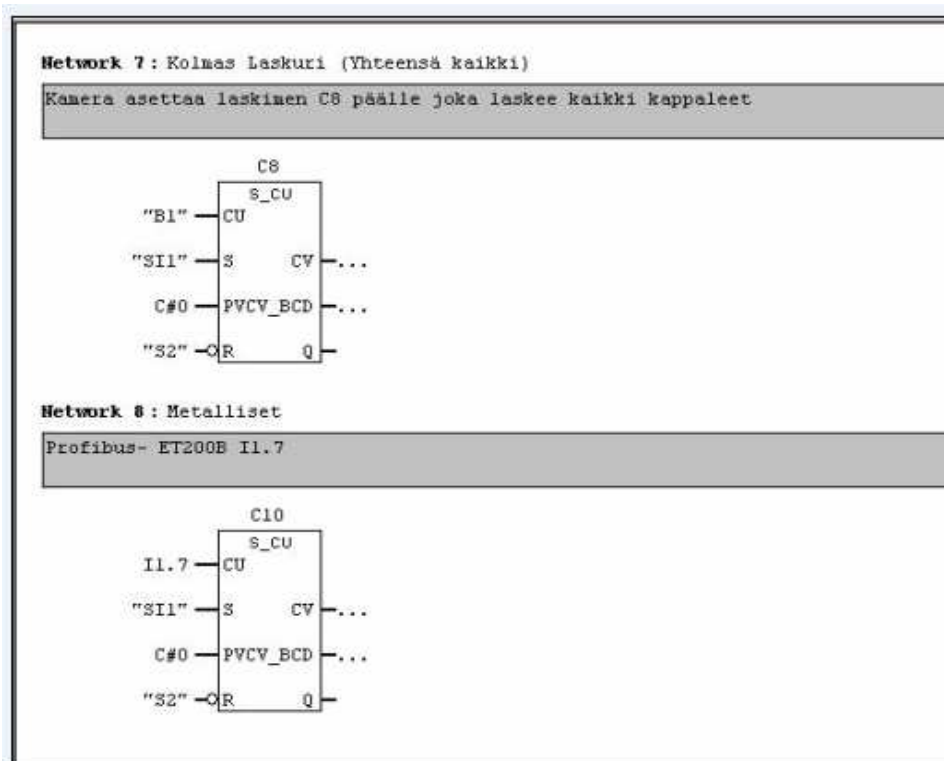 Network 7: Kolmas Laskuri (Yhteensä kaikki)
Kamera asettaa laskimen C8 päälle joka laskee kaikki kappaleet
C8
S_CU
"B1" CU
"SI1" S CV ...
C#0 PV CV_BCD ...
"S2" R Q
Network 8: Metalliset
Profibus- ET200B I1.7
C10
S_CU
I1.7 CU
"SI1" S CV ...
C#0 PV CV_BCD ...
"S2" R Q